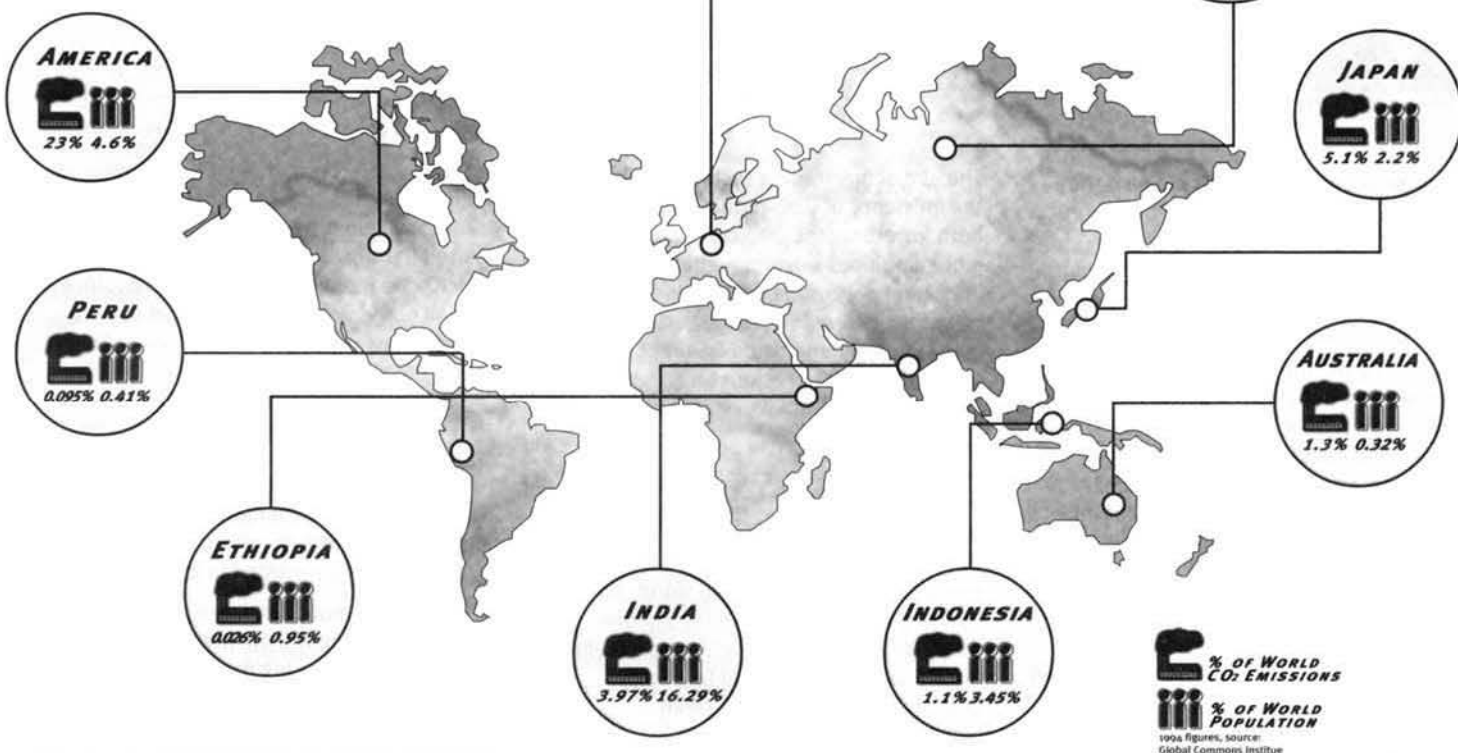 AMERICA
23% 4.6%
JAPAN
5.1% 2.2%
PERU
0.095% 0.41%
AUSTRALIA
1.3% 0.32%
ETHIOPIA
0.026% 0.95%
INDIA
3.97% 16.29%
INDONESIA
1.1% 3.45%
% OF WORLD
CO₂ EMISSIONS
% OF WORLD
POPULATION
1994 figures, source:
Global Commons Institue